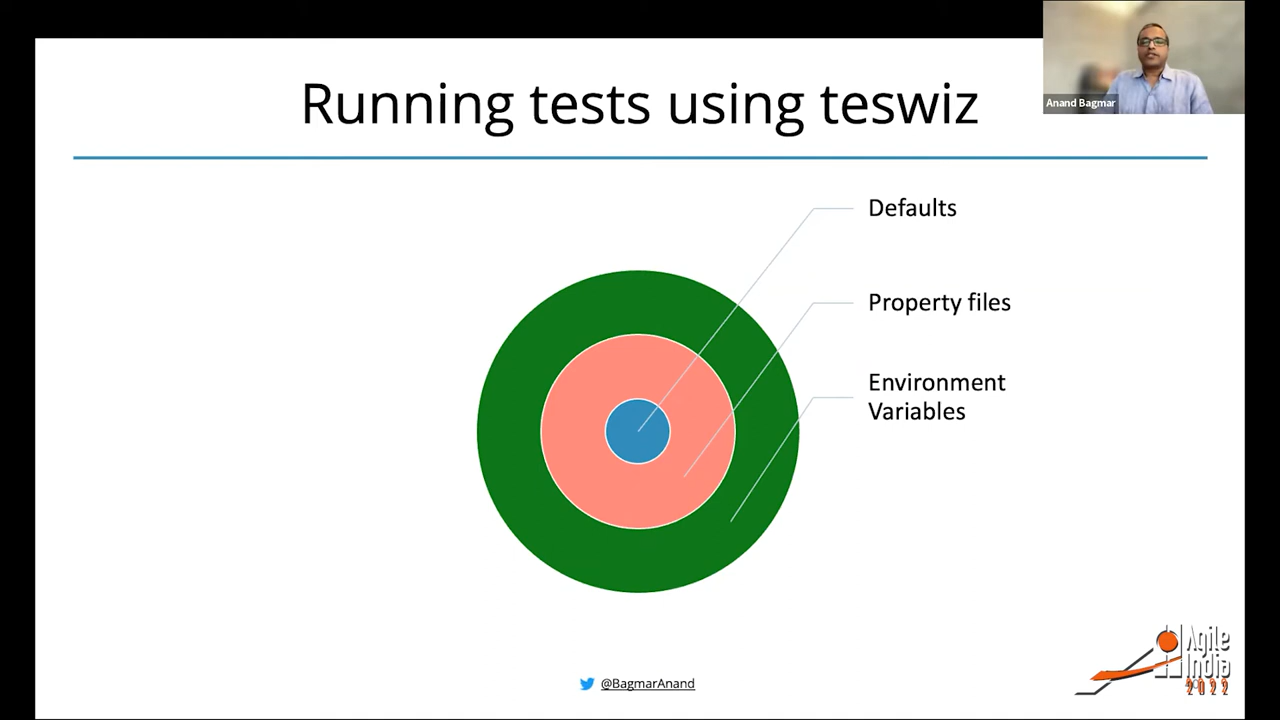 Running tests using teswiz
Anand Bagmar
Defaults
Property files
Environment
Variables
@BagmarAnand
Agile
India
2022